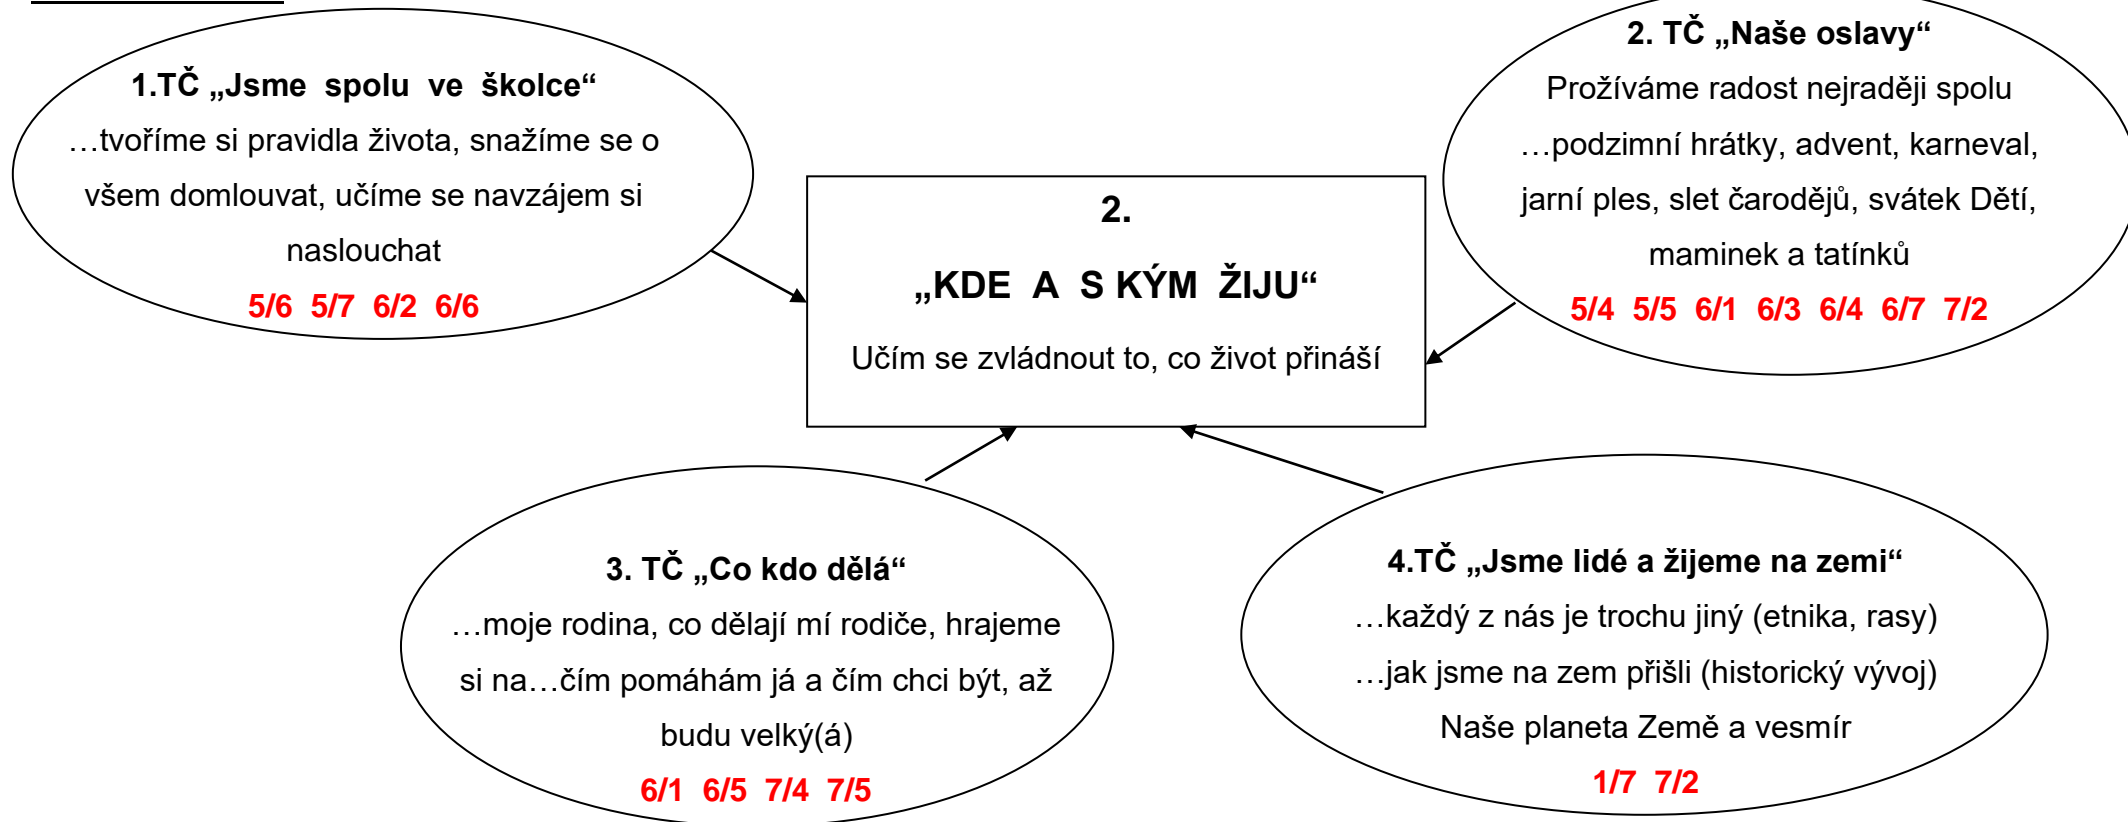 1.TČ „Jsme spolu ve školce“
…tvoříme si pravidla života, snažíme se o
všem domlouvat, učíme se navzájem si
naslouchat
5/6 5/7 6/2 6/6
2. TČ „Naše oslavy“
Prožíváme radost nejraději spolu
…podzimní hrátky, advent, karneval,
jarní ples, slet čarodějů, svátek Dětí,
maminek a tatínků
5/4 5/5 6/1 6/3 6/4 6/7 7/2
2.
„KDE A S KÝM ŽIJU“
Učím se zvládnout to, co život přináší
3. TČ „Co kdo dělá“
…moje rodina, co dělají mí rodiče, hrajeme
si na…čím pomáhám já a čím chci být, až
budu velký(á)
6/1 6/5 7/4 7/5
4.TČ „Jsme lidé a žijeme na zemi“
…každý z nás je trochu jiný (etnika, rasy)
…jak jsme na zem přišli (historický vývoj)
Naše planeta Země a vesmír
1/7 7/2